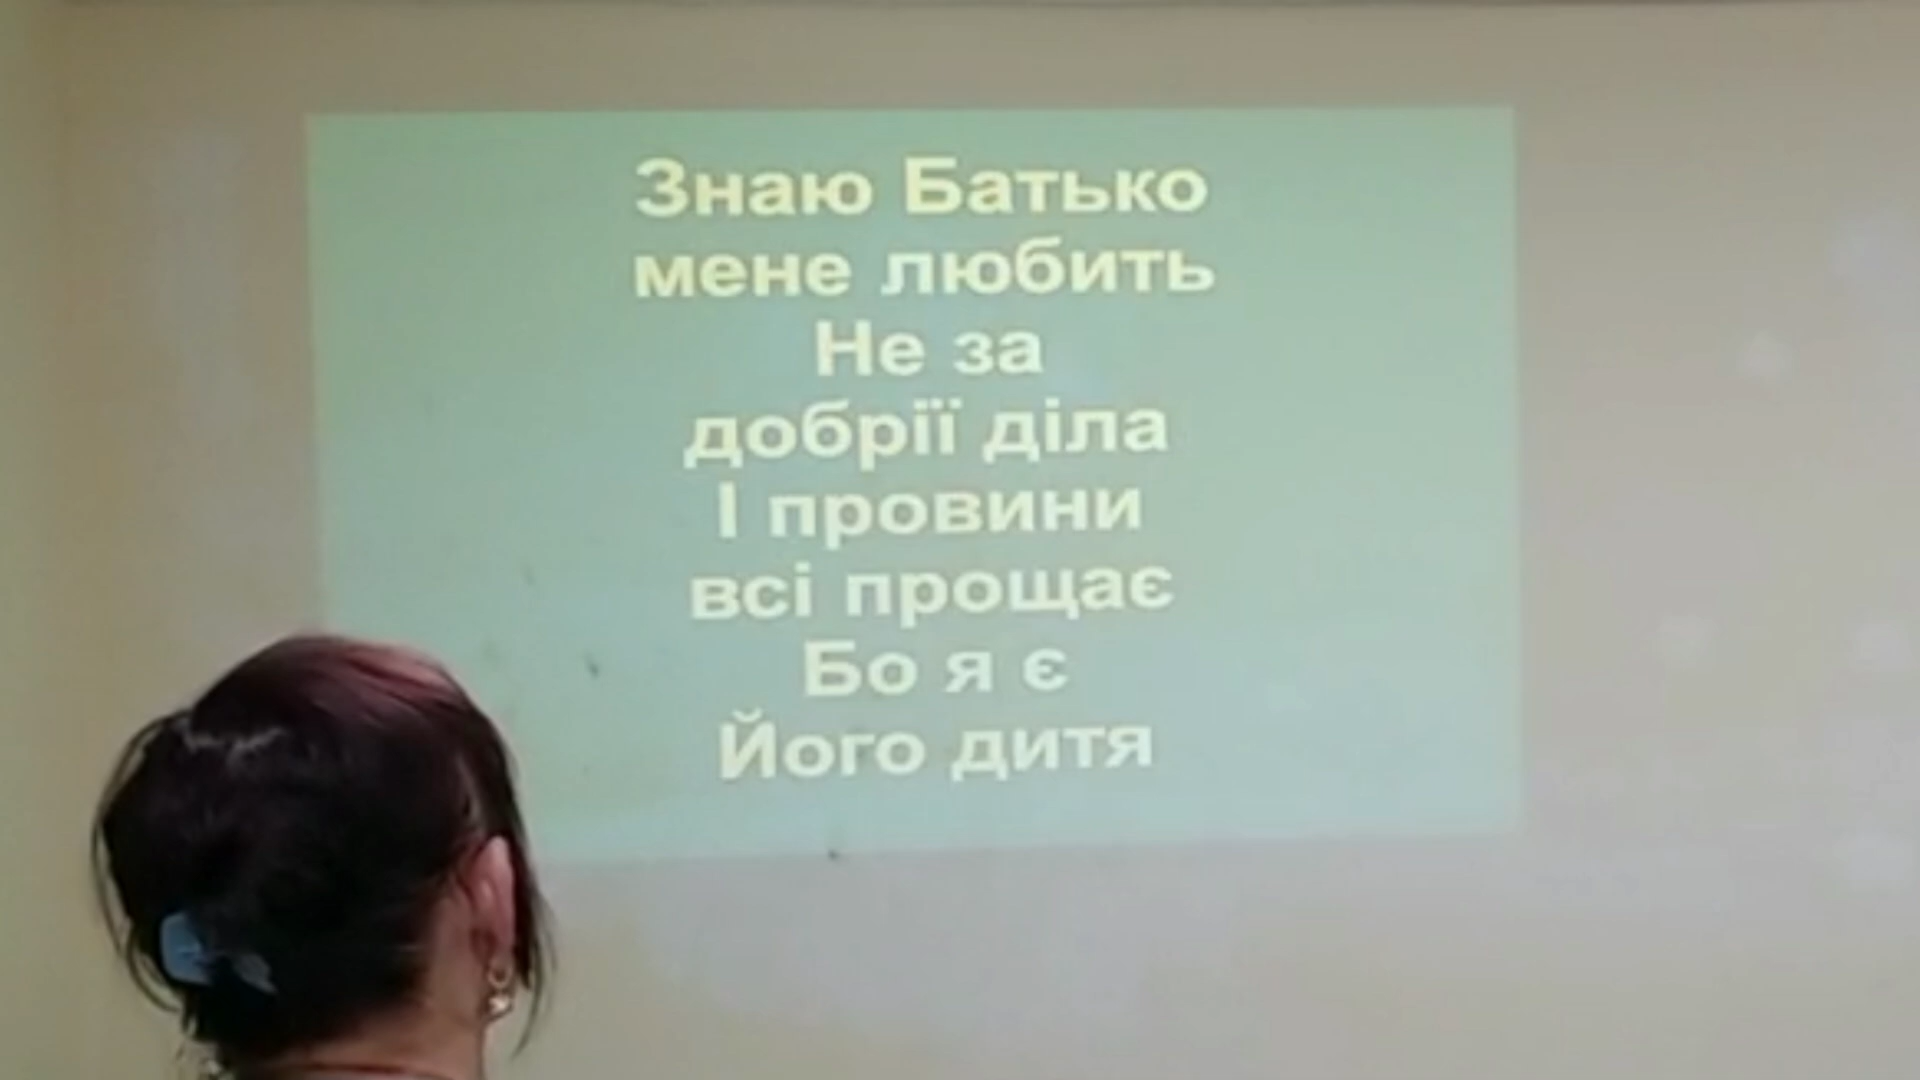 Знаю Батько
мене любить
Не за
добрії діла
І провини
всі прощає
Бо я є
Його дитя